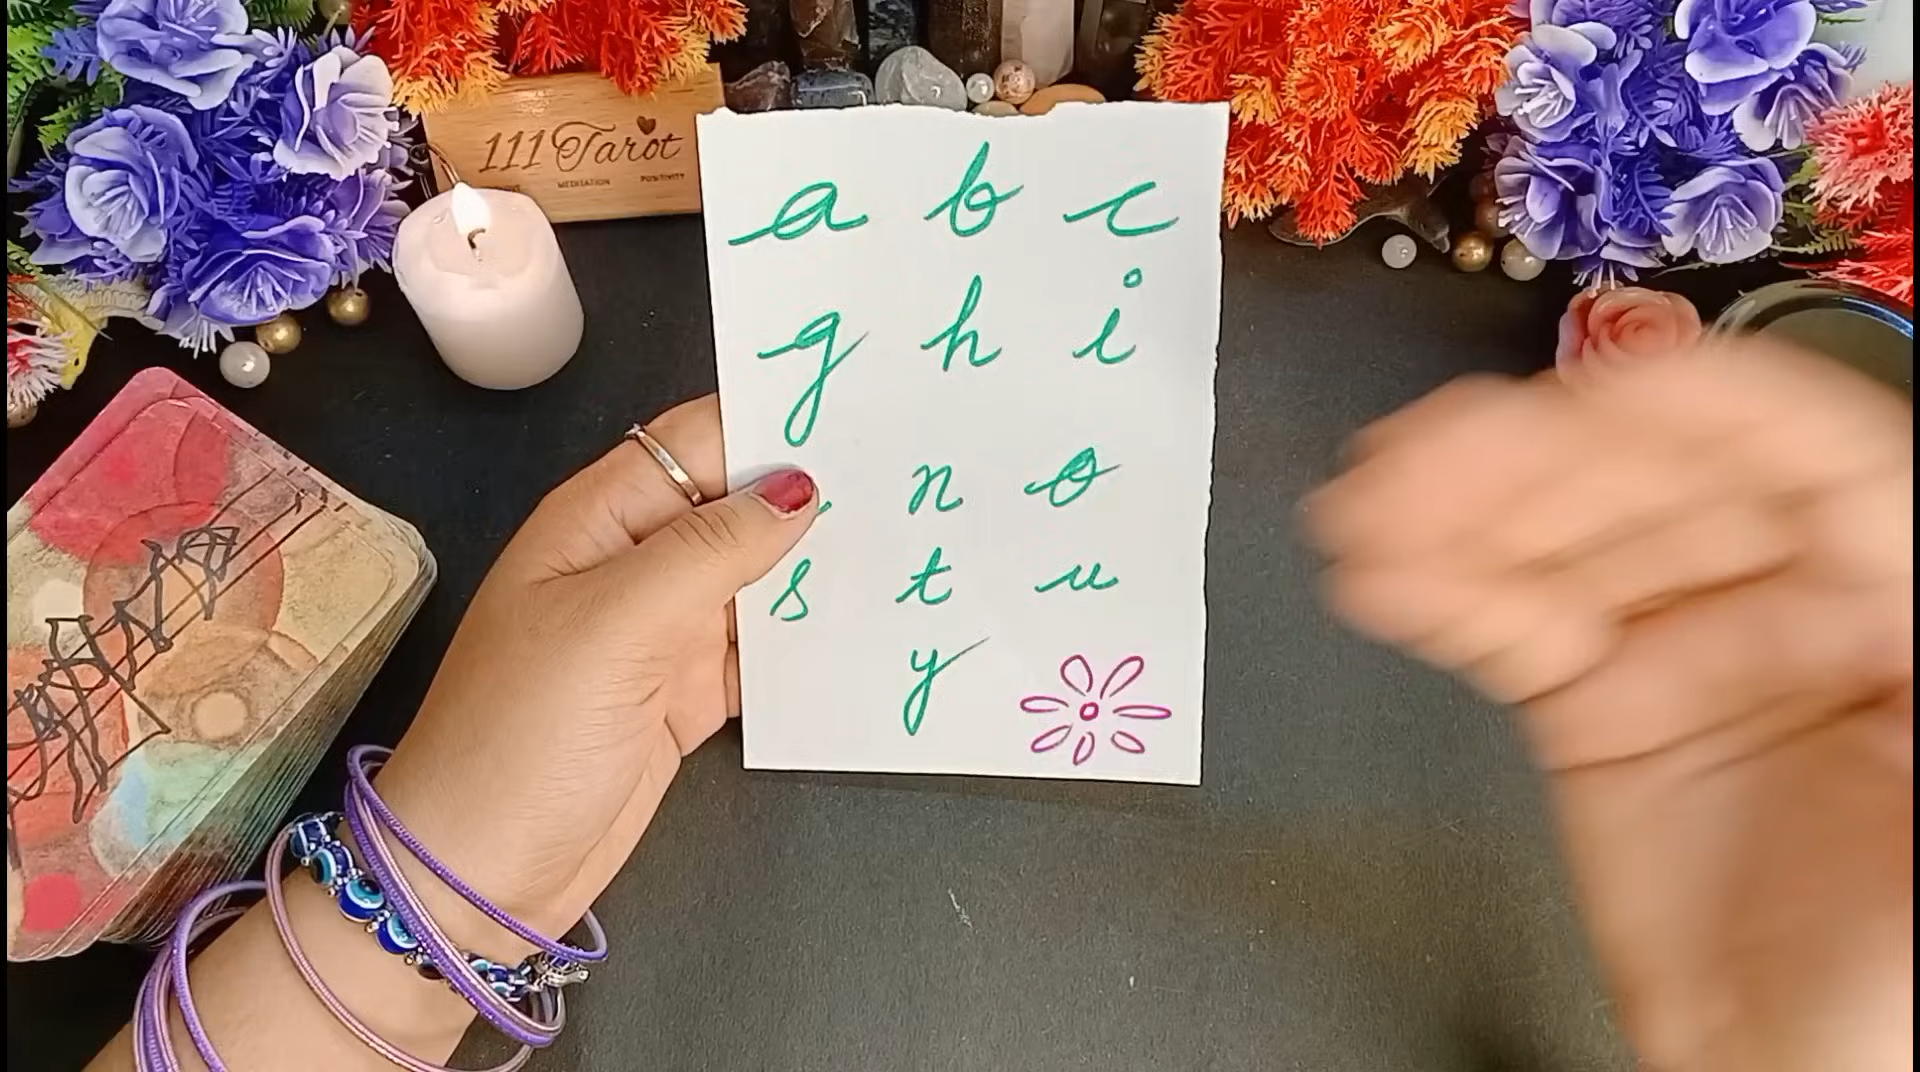 111 Tarot
MEDITATION POSITIVITY
a b c
g h i
n o
s t u
y